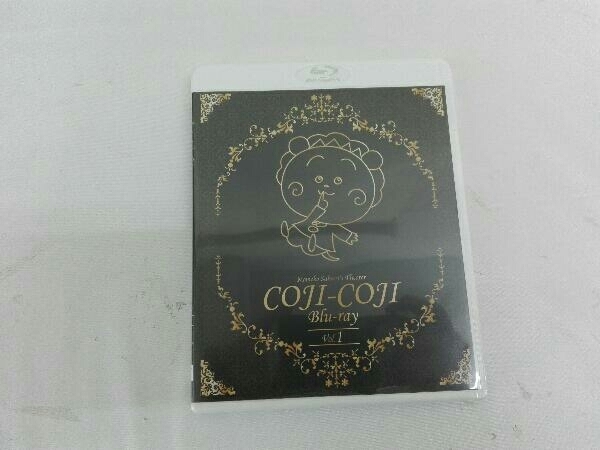 Momoko Sakura's Theater
COJI-COJI
Blu-ray
Vol.1